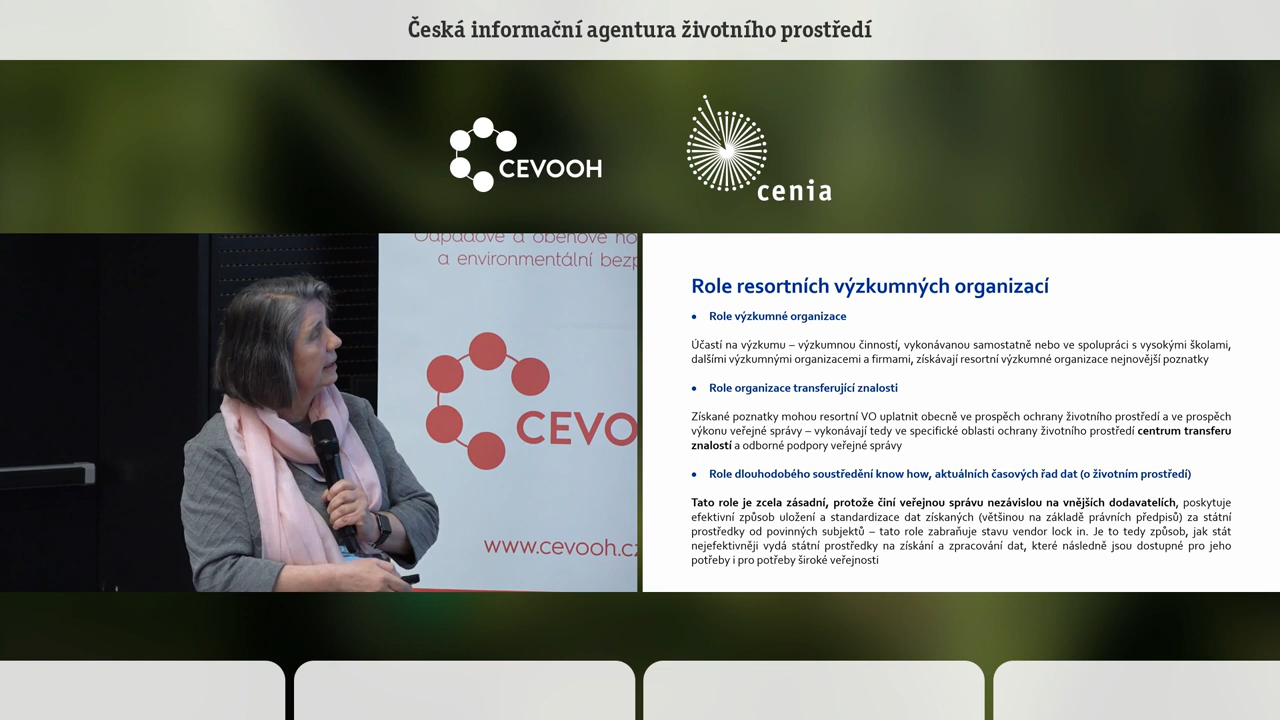 Česká informační agentura životního prostředí
CEVOOH
cenia
Odpadové a oběhové
a environmentální
CEVO
www.cevooh.cz
Role resortních výzkumných organizací
• Role výzkumné organizace
Účastí na výzkumu – výzkumnou činností, vykonávanou samostatně nebo ve spolupráci s vysokými školami,
dalšími výzkumnými organizacemi a firmami, získávají resortní výzkumné organizace nejnovější poznatky
• Role organizace transferující znalosti
Získané poznatky mohou resortní VO uplatnit obecně ve prospěch ochrany životního prostředí a ve prospěch
výkonu veřejné správy – vykonávají tedy ve specifické oblasti ochrany životního prostředí centrum transferu
znalostí a odborné podpory veřejné správy
• Role dlouhodobého soustředění know how, aktuálních časových řad dat (o životním prostředí)
Tato role je zcela zásadní, protože činí veřejnou správu nezávislou na vnějších dodavatelích, poskytuje
efektivní způsob uložení a standardizace dat získaných (většinou na základě právních předpisů) za státní
prostředky od povinných subjektů – tato role zabraňuje stavu vendor lock in. Je to tedy způsob, jak stát
nejefektivněji vydá státní prostředky na získání a zpracování dat, které následně jsou dostupné pro jeho
potřeby i pro potřeby široké veřejnosti